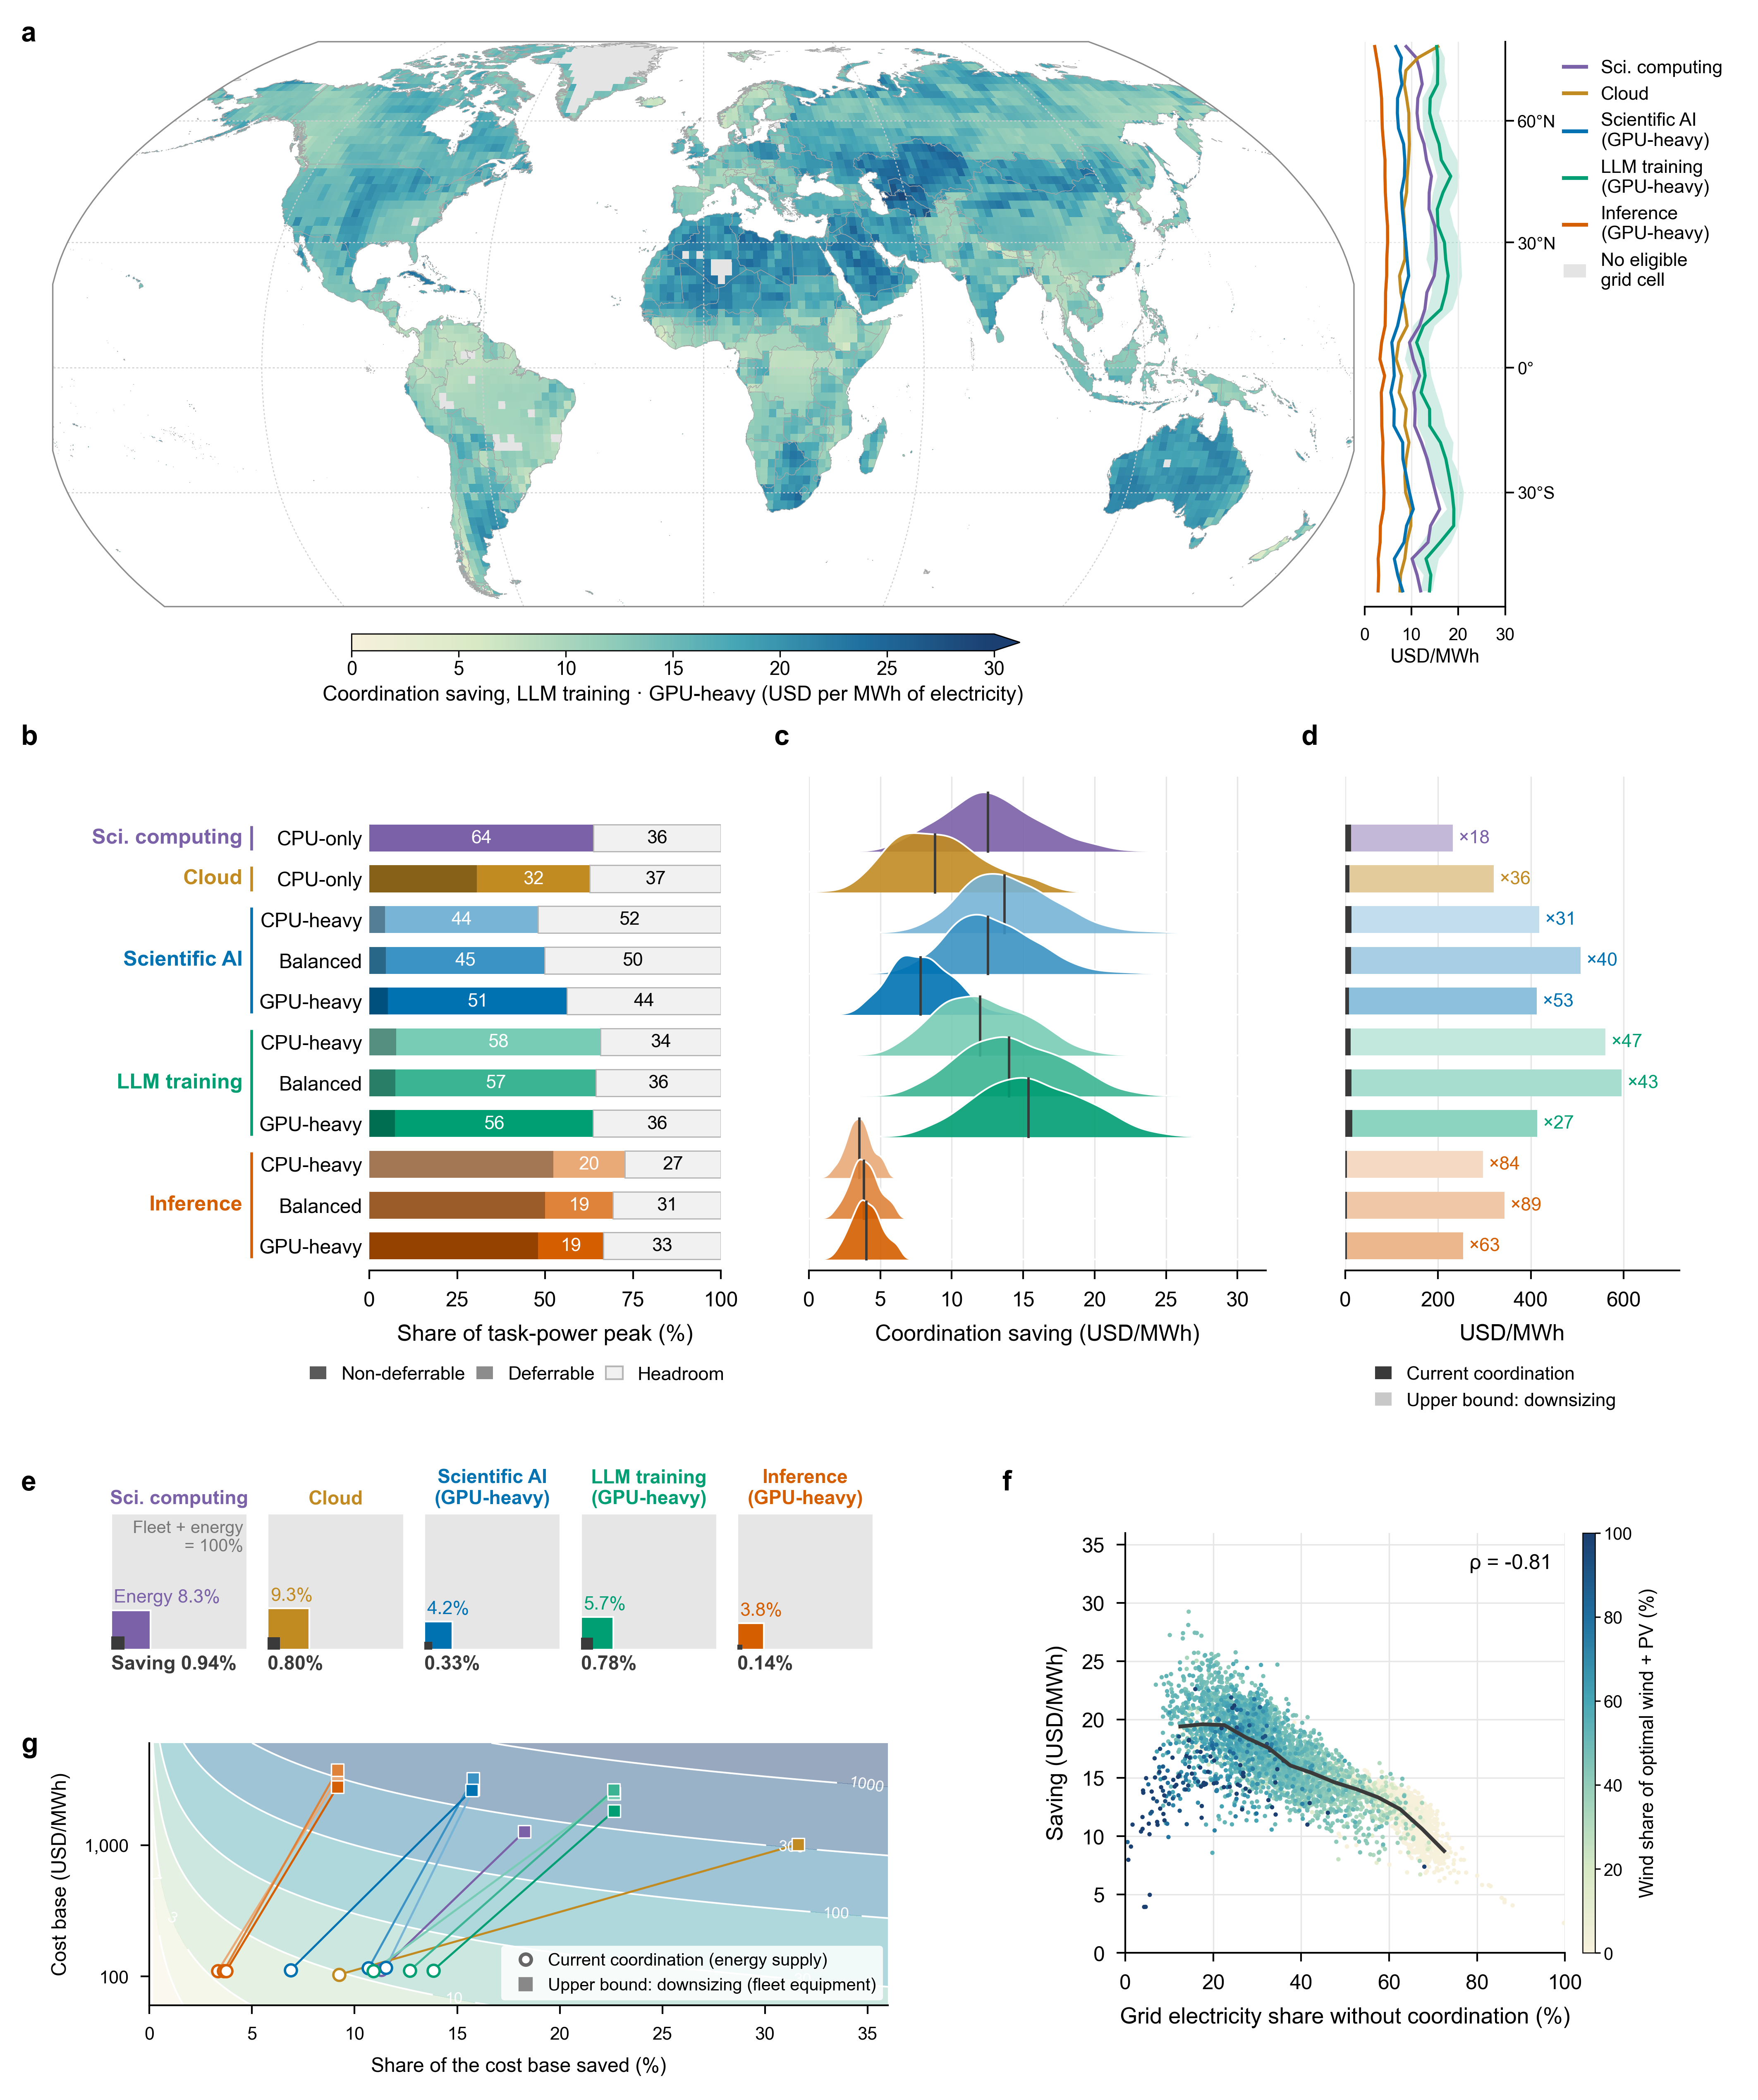 a
60°N
30°N
0°
30°S
0 10 20 30
USD/MWh
Sci. computing
Cloud
Scientific AI
(GPU-heavy)
LLM training
(GPU-heavy)
Inference
(GPU-heavy)
No eligible
grid cell
0 5 10 15 20 25 30
Coordination saving, LLM training · GPU-heavy (USD per MWh of electricity)
b
Sci. computing CPU-only 64 36
Cloud CPU-only 32 37
CPU-heavy 44 52
Scientific AI Balanced 45 50
GPU-heavy 51 44
CPU-heavy 58 34
LLM training Balanced 57 36
GPU-heavy 56 36
CPU-heavy 20 27
Inference Balanced 19 31
GPU-heavy 19 33
0 25 50 75 100
Share of task-power peak (%)
Non-deferrable Deferrable Headroom
c
0 5 10 15 20 25 30
Coordination saving (USD/MWh)
d
×18
×36
×31
×40
×53
×47
×43
×27
×84
×89
×63
0 200 400 600
USD/MWh
Current coordination
Upper bound: downsizing
e
Sci. computing
Fleet + energy
= 100%
Energy 8.3%
Saving 0.94%
Cloud
9.3%
0.80%
Scientific AI
(GPU-heavy)
4.2%
0.33%
LLM training
(GPU-heavy)
5.7%
0.78%
Inference
(GPU-heavy)
3.8%
0.14%
f
ρ = -0.81
35
30
25
20
15
10
5
0
Saving (USD/MWh)
0 20 40 60 80 100
Grid electricity share without coordination (%)
100
80
60
40
20
0
Wind share of optimal wind + PV (%)
g
1,000
100
Cost base (USD/MWh)
1000
100
10
3
Current coordination (energy supply)
Upper bound: downsizing (fleet equipment)
0 5 10 15 20 25 30 35
Share of the cost base saved (%)